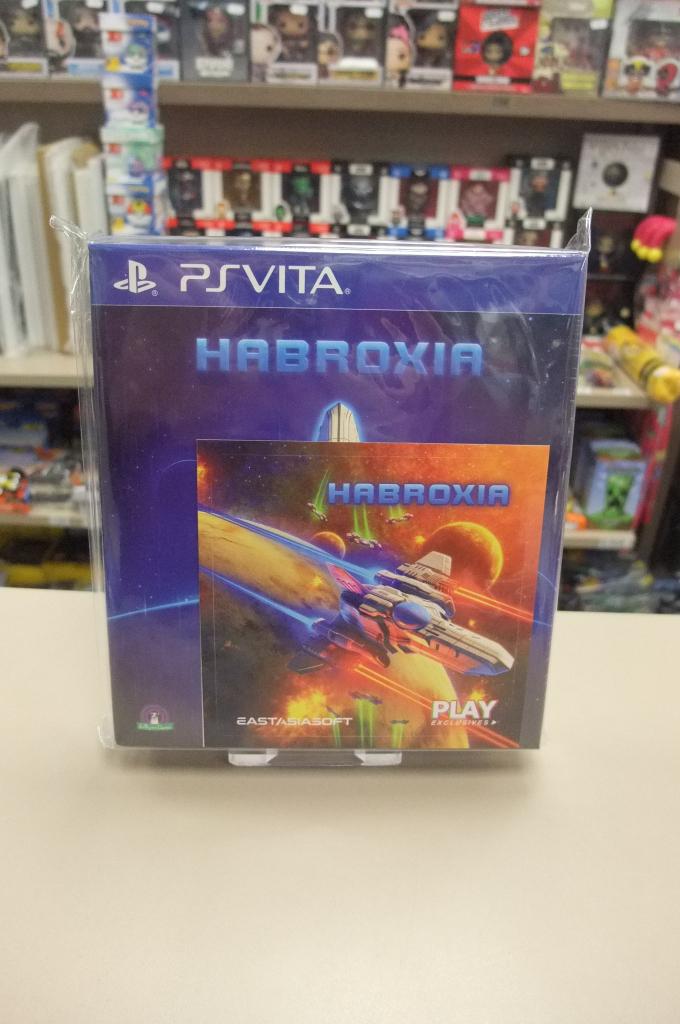 PSVITA
HABROXIA
HABROXIA
EASTASIASOFT
PLAY
EXCLUSIVES